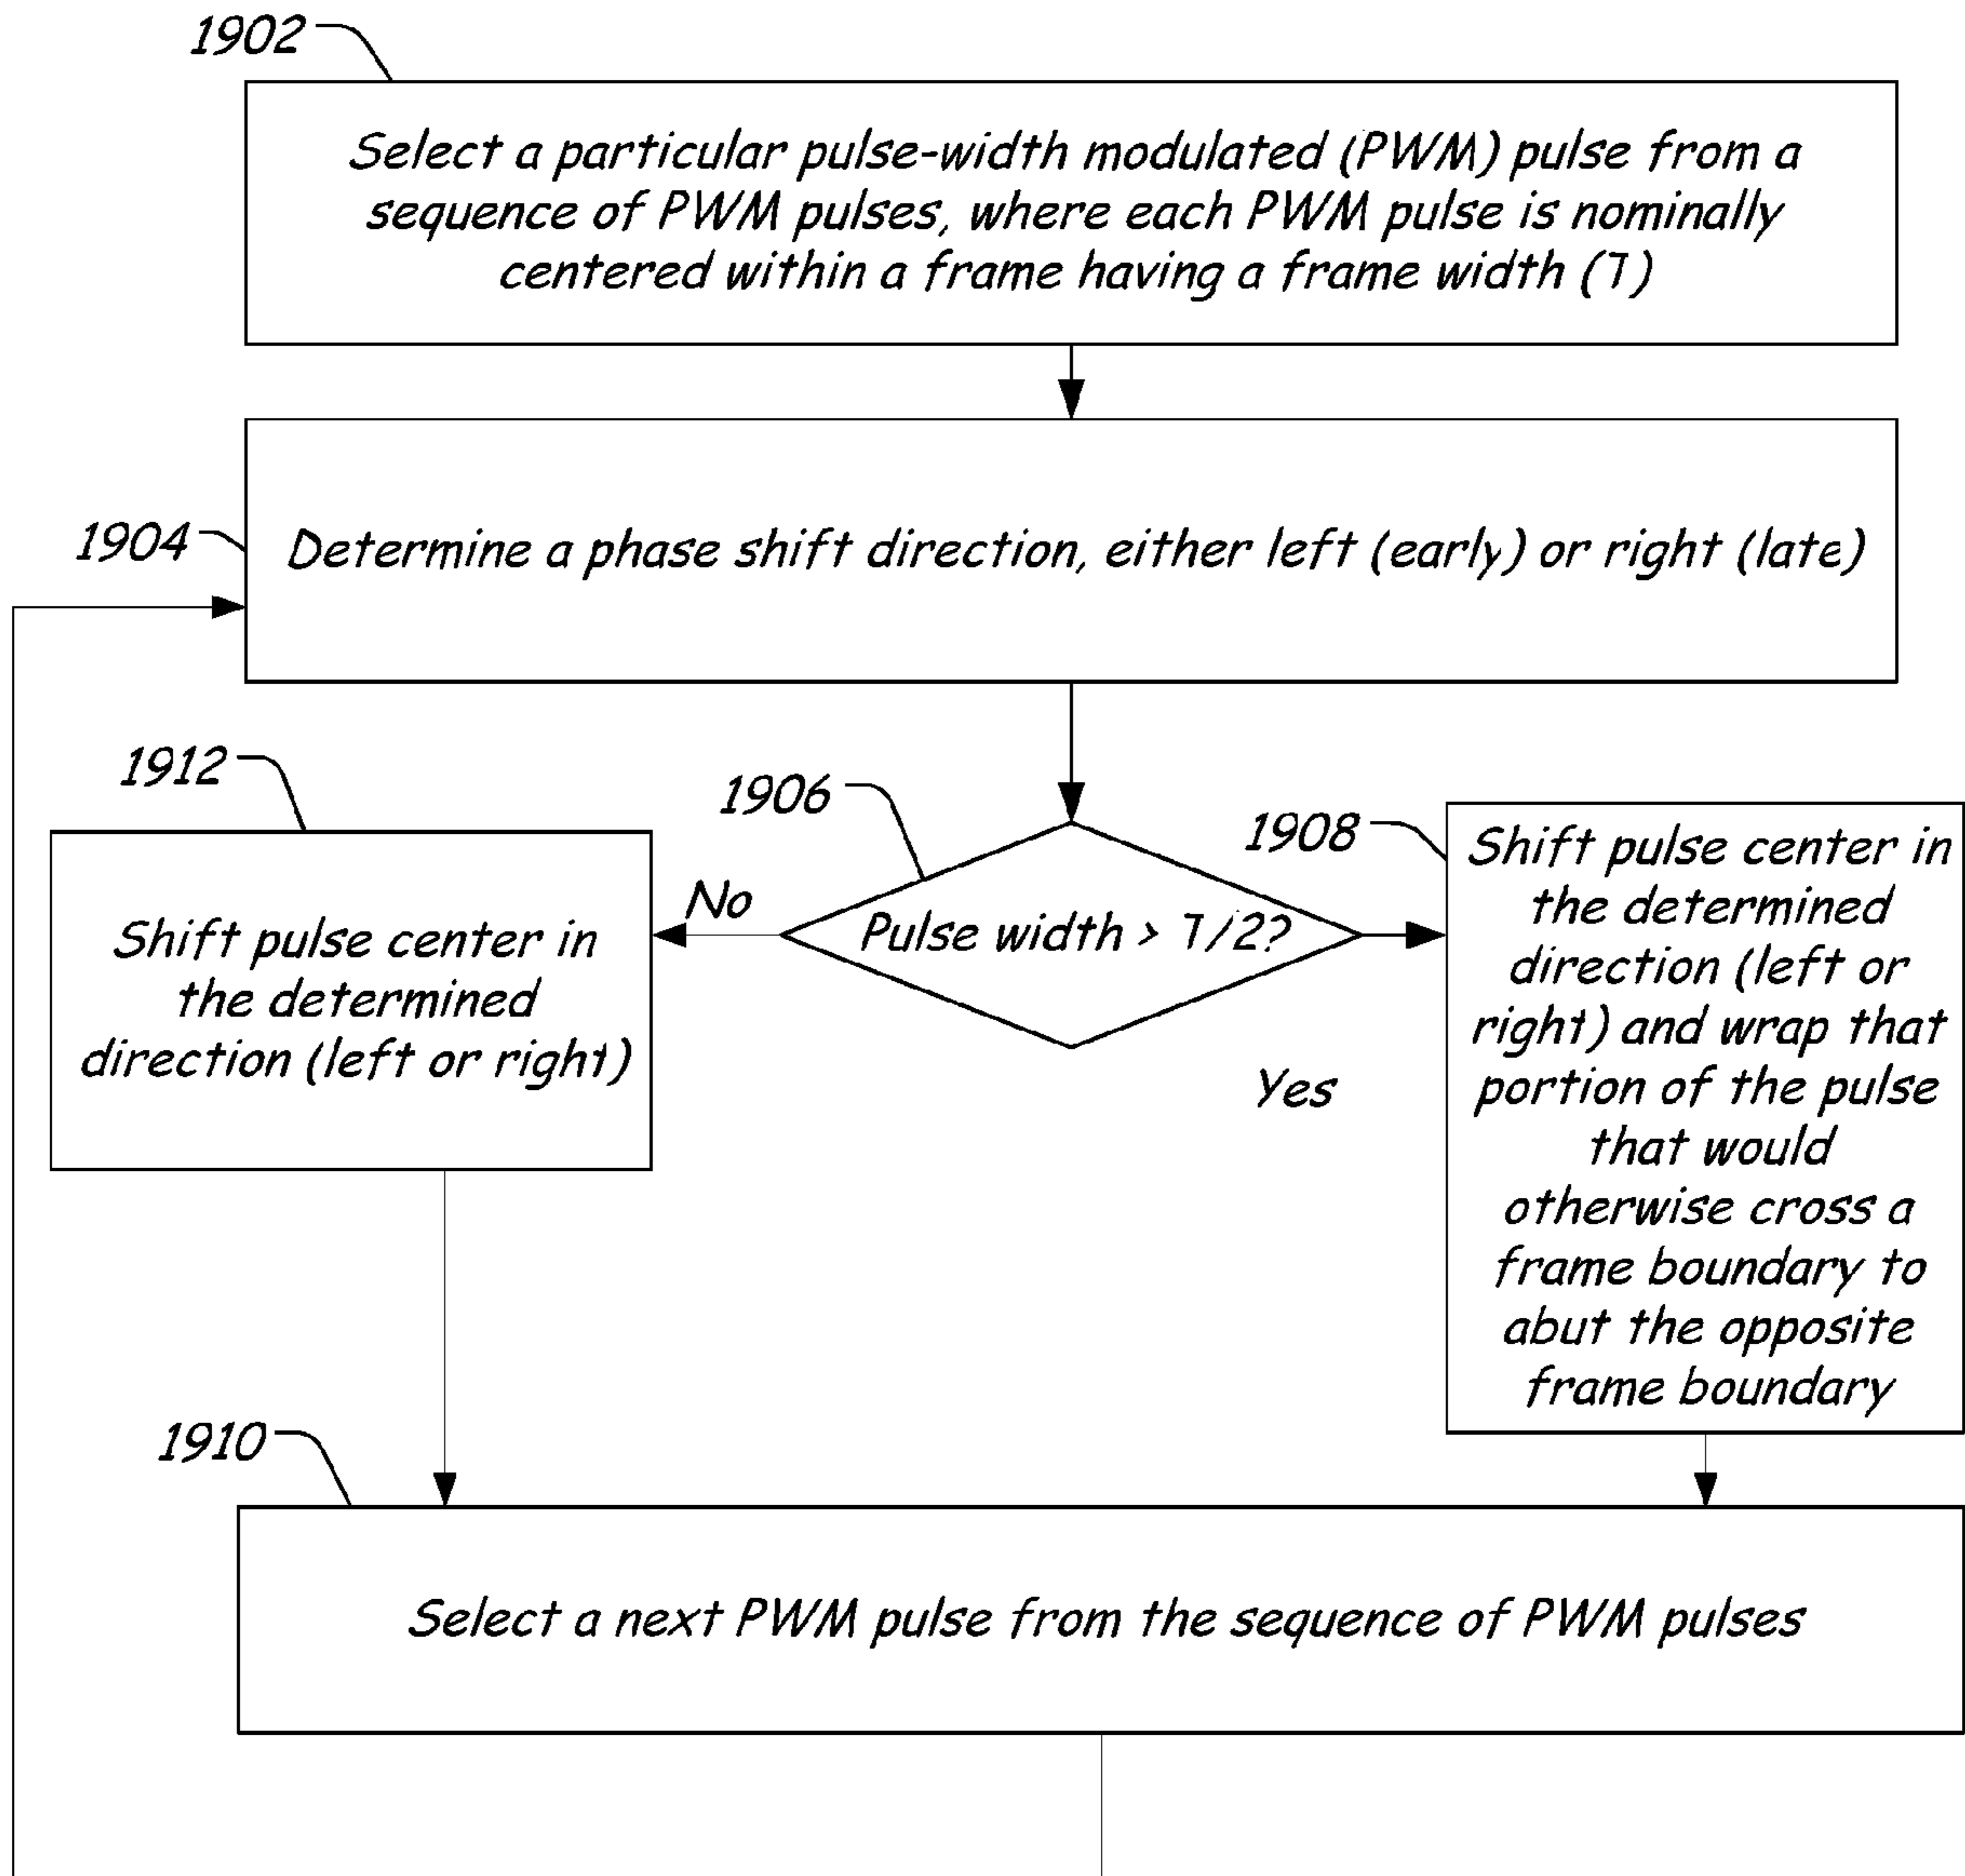 1902
Select a particular pulse-width modulated (PWM) pulse from a
sequence of PWM pulses, where each PWM pulse is nominally
centered within a frame having a frame width (T)
1904
Determine a phase shift direction, either left (early) or right (late)
1912
Shift pulse center in
the determined
direction (left or right)
1906
No
Pulse width > T/2?
Yes
1908
Shift pulse center in
the determined
direction (left or
right) and wrap that
portion of the pulse
that would
otherwise cross a
frame boundary to
abut the opposite
frame boundary
1910
Select a next PWM pulse from the sequence of PWM pulses